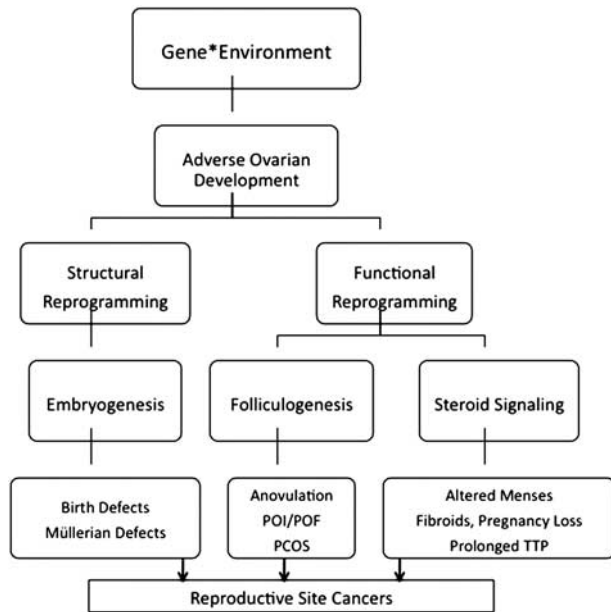 Gene*Environment
Adverse Ovarian
Development
Structural
Reprogramming
Functional
Reprogramming
Embryogenesis
Folliculogenesis
Steroid Signaling
Birth Defects
Müllerian Defects
Anovulation
POI/POF
PCOS
Altered Menses
Fibroids, Pregnancy Loss
Prolonged TTP
Reproductive Site Cancers